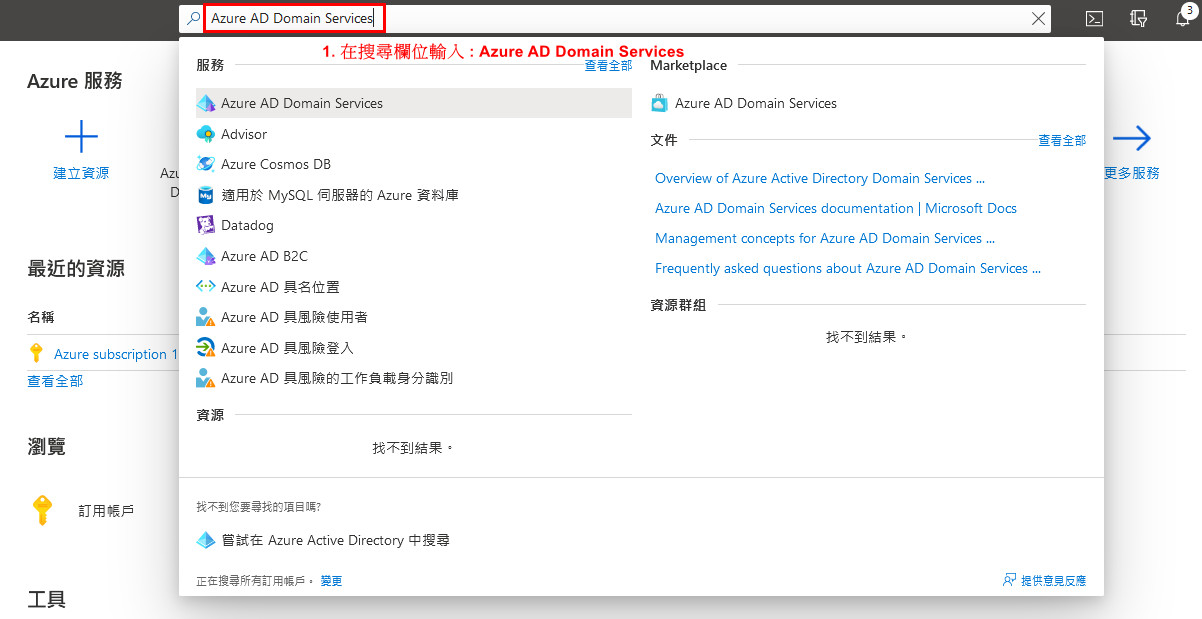 Azure AD Domain Services
3
1. 在搜尋欄位輸入 : Azure AD Domain Services
Azure 服務
建立資源
Azu
D
更多服務
最近的資源
名稱
Azure subscription 1
查看全部
瀏覽
訂用帳戶
工具
服務
查看全部
Azure AD Domain Services
Advisor
Azure Cosmos DB
適用於 MySQL 伺服器的 Azure 資料庫
Datadog
Azure AD B2C
Azure AD 具名位置
Azure AD 具風險使用者
Azure AD 具風險登入
Azure AD 具風險的工作負載身分識別
資源
找不到結果。
Marketplace
Azure AD Domain Services
文件
查看全部
Overview of Azure Active Directory Domain Services ...
Azure AD Domain Services documentation | Microsoft Docs
Management concepts for Azure AD Domain Services ...
Frequently asked questions about Azure AD Domain Services ...
資源群組
找不到結果。
找不到您要尋找的項目嗎?
嘗試在 Azure Active Directory 中搜尋
正在搜尋所有訂用帳戶。 變更
提供意見反應